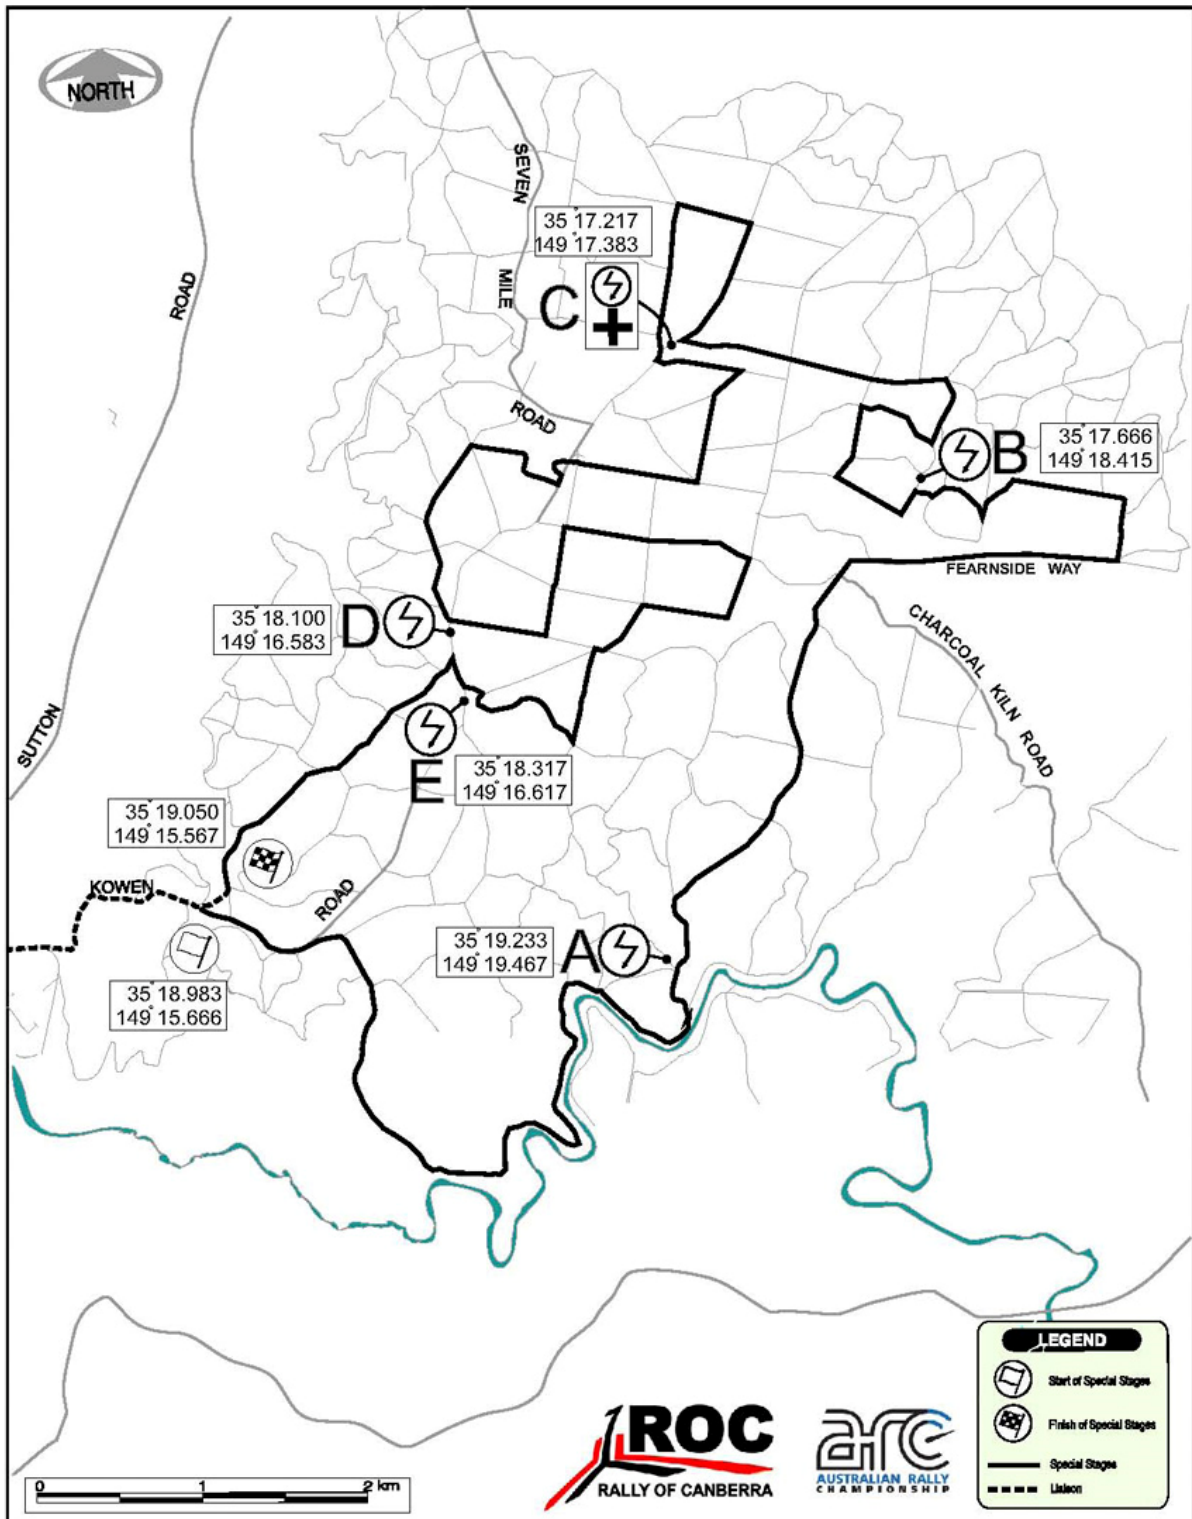 NORTH
SEVEN
35°17.217
149°17.383
ROAD
MILE
C
ROAD
B
35°17.666
149°18.415
FEARNSIDE WAY
35°18.100
149°16.583
D
CHARCOAL KILN ROAD
SUTTON
E
35°18.317
149°16.617
35°19.050
149°15.567
KOWEN
ROAD
35°19.233
149°19.467
A
35°18.983
149°15.666
LEGEND
Start of Special Stages
Finish of Special Stages
Special Stages
Liaison
ROC
RALLY OF CANBERRA
arc
AUSTRALIAN RALLY
CHAMPIONSHIP
0 1 2 km